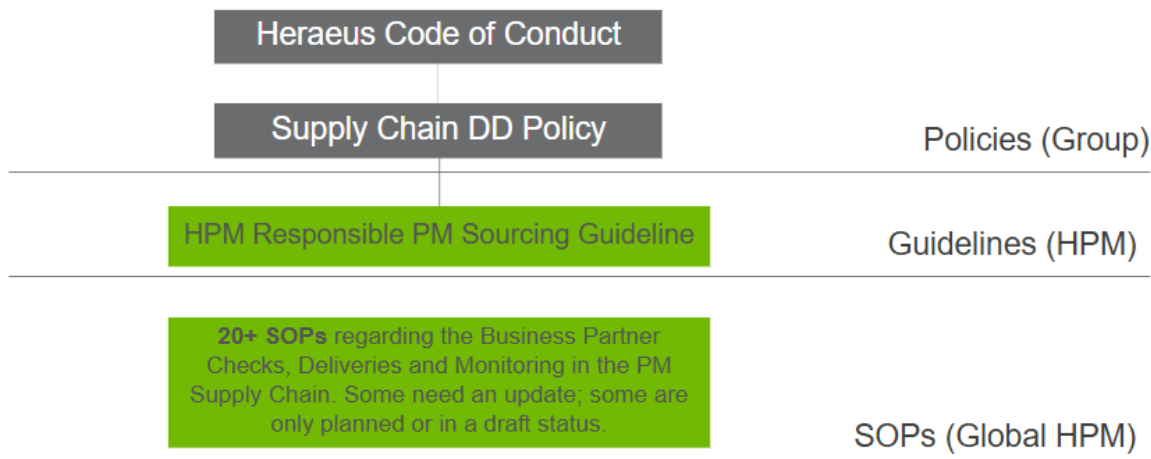 Heraeus Code of Conduct
Supply Chain DD Policy
Policies (Group)
HPM Responsible PM Sourcing Guideline
Guidelines (HPM)
20+ SOPs regarding the Business Partner
Checks, Deliveries and Monitoring in the PM
Supply Chain. Some need an update; some are
only planned or in a draft status.
SOPs (Global HPM)